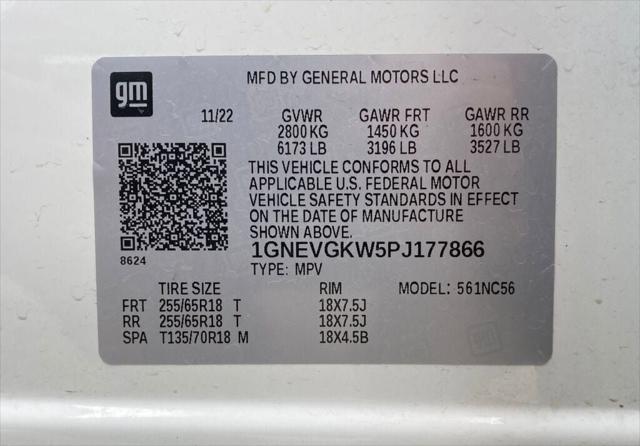 gm
MFD BY GENERAL MOTORS LLC
11/22 GVWR GAWR FRT GAWR RR
2800 KG 1450 KG 1600 KG
6173 LB 3196 LB 3527 LB
THIS VEHICLE CONFORMS TO ALL
APPLICABLE U.S. FEDERAL MOTOR
VEHICLE SAFETY STANDARDS IN EFFECT
ON THE DATE OF MANUFACTURE
SHOWN ABOVE.
8624
1GNEVGKW5PJ177866
TYPE: MPV
TIRE SIZE RIM MODEL: 561NC56
FRT 255/65R18 T 18X7.5J
RR 255/65R18 T 18X7.5J
SPA T135/70R18 M 18X4.5B
gm